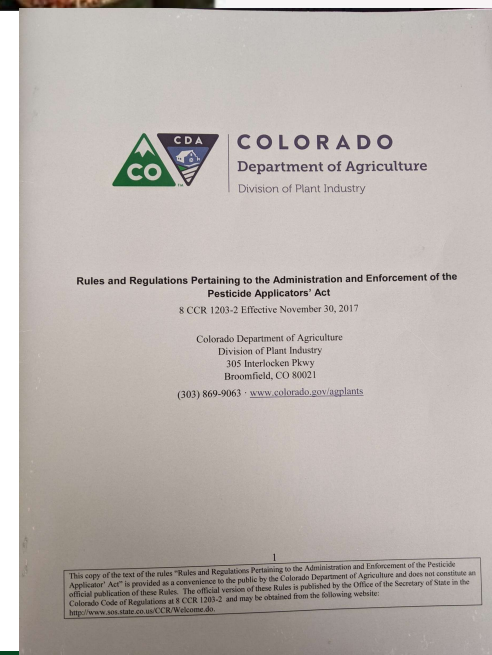 CDA
CO
TM
COLORADO
Department of Agriculture
Division of Plant Industry
Rules and Regulations Pertaining to the Administration and Enforcement of the
Pesticide Applicators' Act
8 CCR 1203-2 Effective November 30, 2017
Colorado Department of Agriculture
Division of Plant Industry
305 Interlocken Pkwy
Broomfield, CO 80021
(303) 869-9063 · www.colorado.gov/agplants
1
This copy of the text of the rules "Rules and Regulations Pertaining to the Administration and Enforcement of the Pesticide
Applicator' Act" is provided as a convenience to the public by the Colorado Department of Agriculture and does not constitute an
official publication of these Rules. The official version of these Rules is published by the Office of the Secretary of State in the
Colorado Code of Regulations at 8 CCR 1203-2 and may be obtained from the following website:
http://www.sos.state.co.us/CCR/Welcome.do.